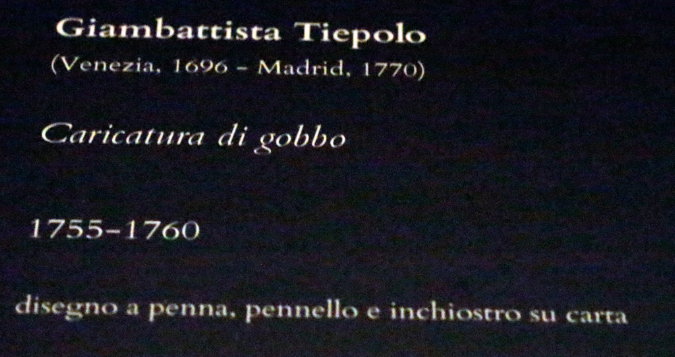 Giambattista Tiepolo
(Venezia, 1696 – Madrid, 1770)
Caricatura di gobbo
1755–1760
disegno a penna, pennello e inchiostro su carta